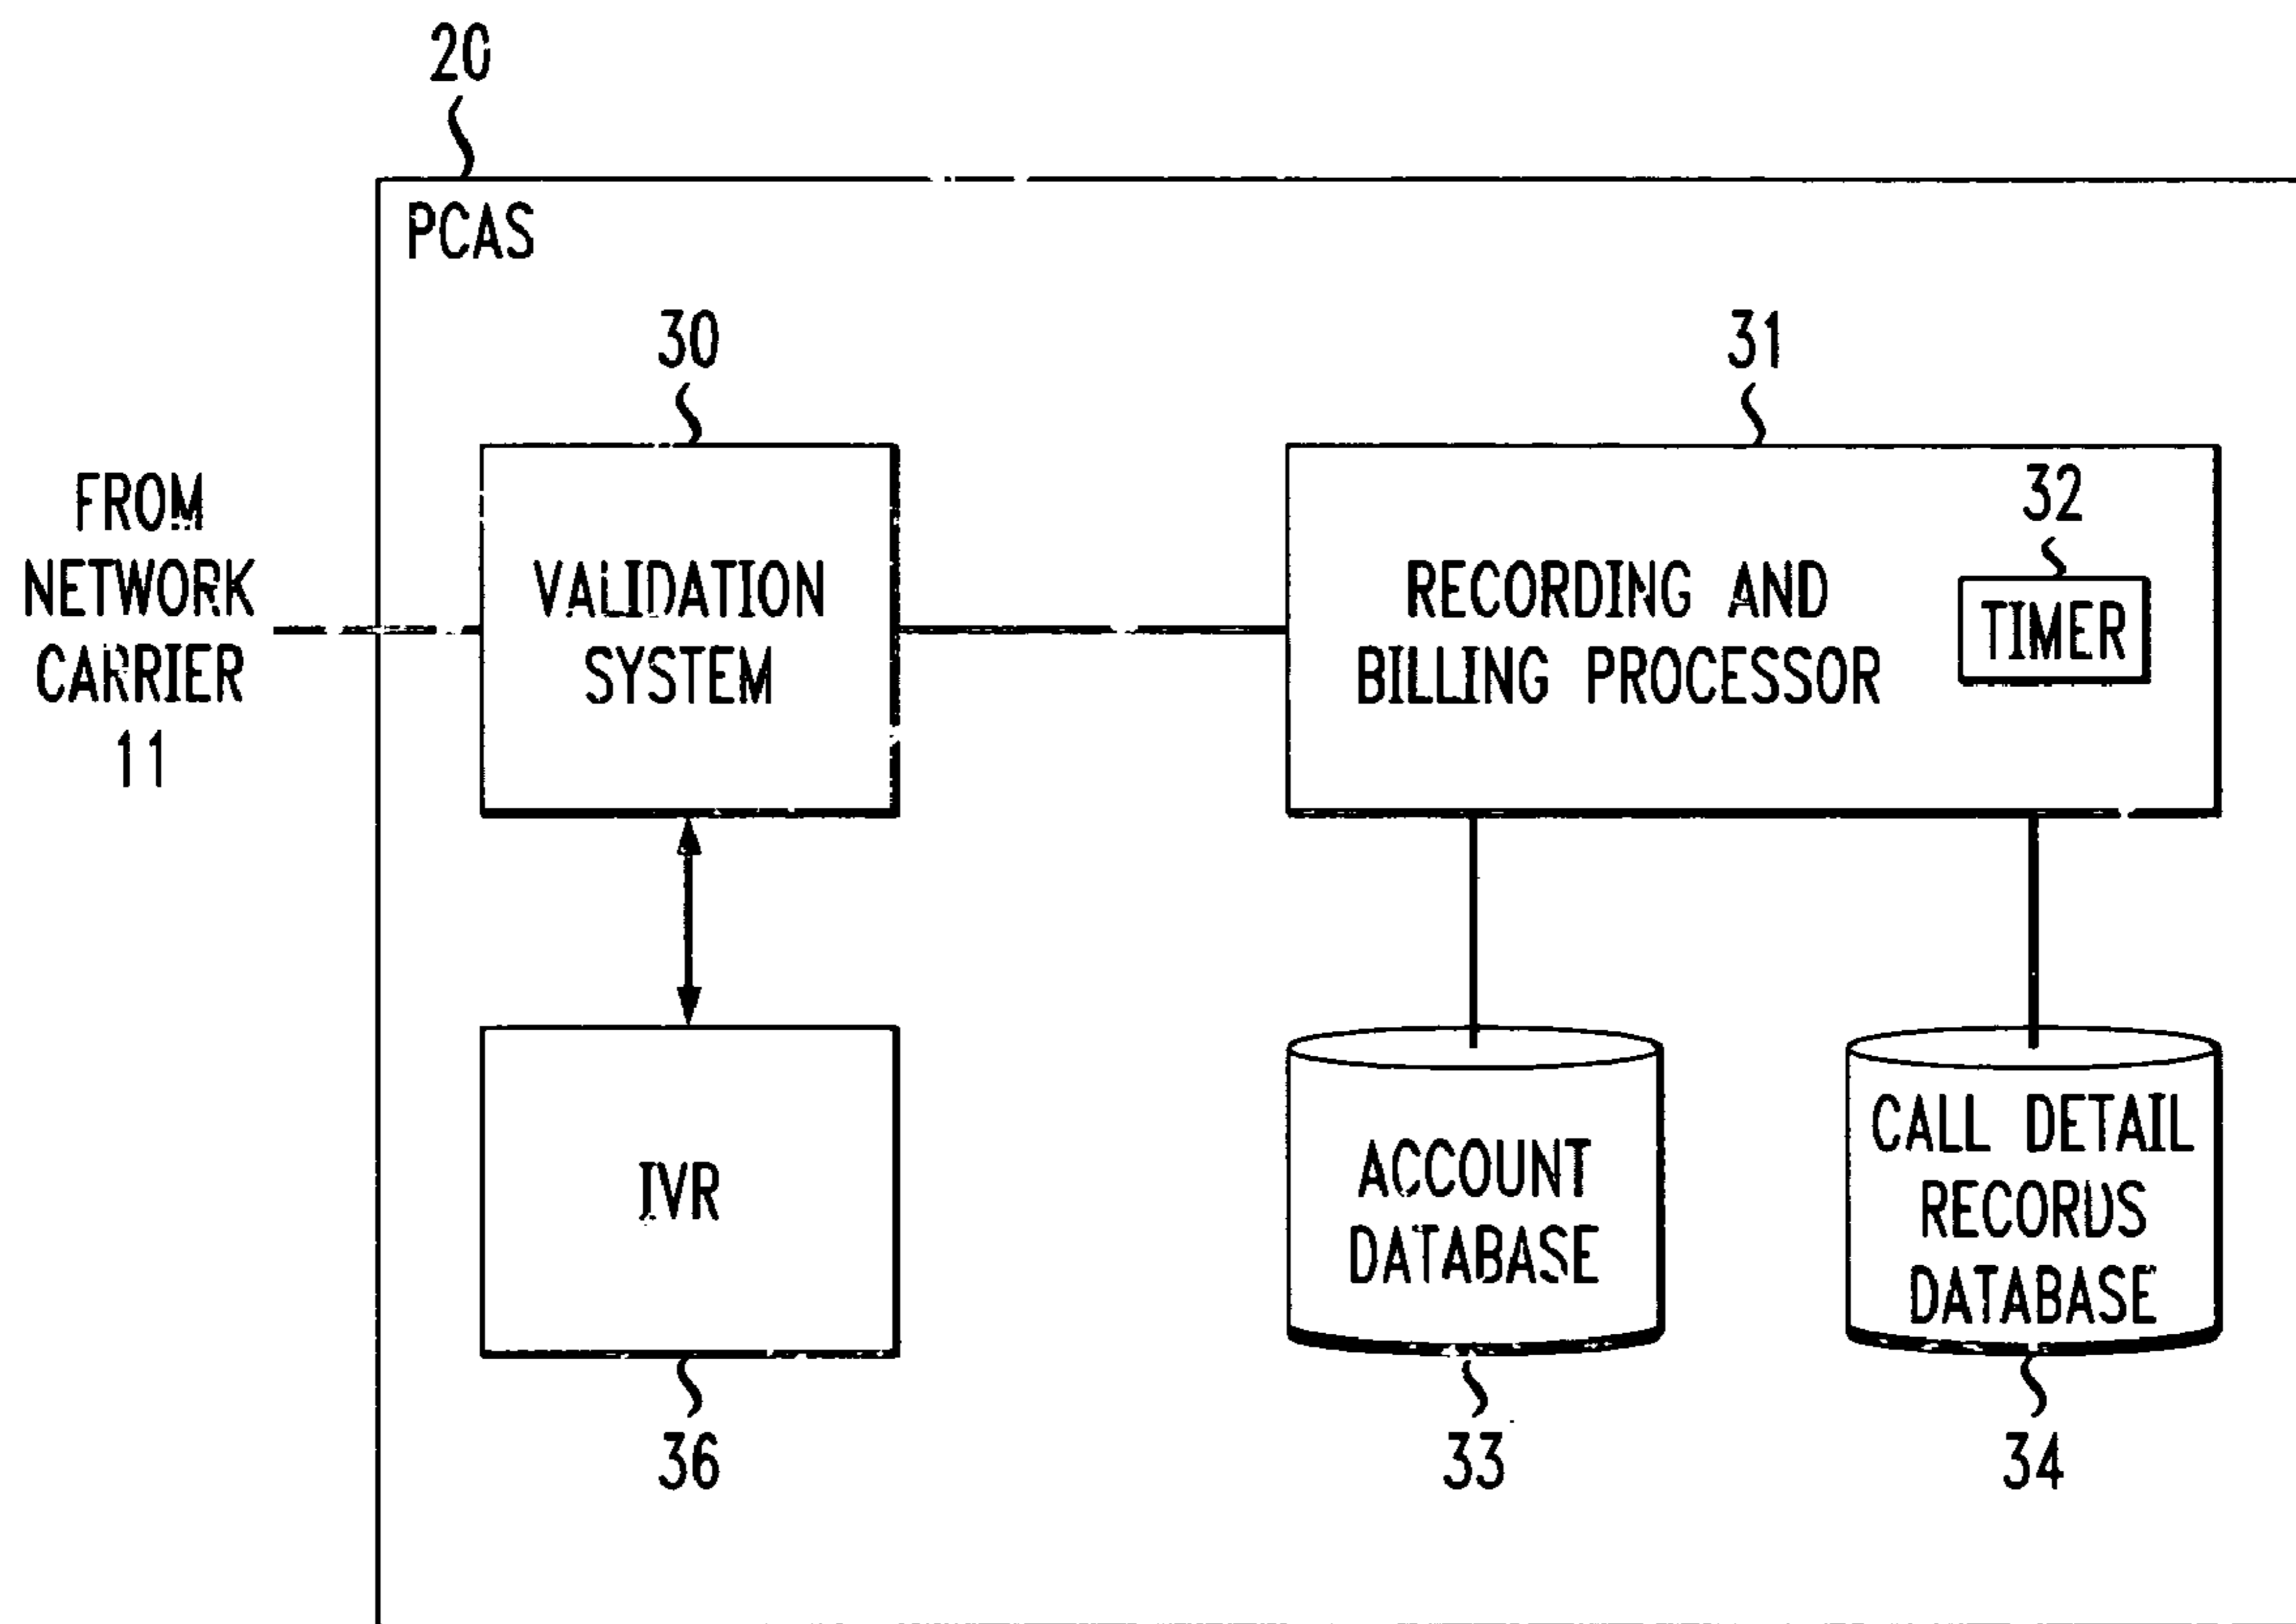 20
PCAS
30
31
32
FROM
NETWORK
CARRIER
11
VALIDATION
SYSTEM
RECORDING AND
BILLING PROCESSOR
TIMER
IVR
ACCOUNT
DATABASE
CALL DETAIL
RECORDS
DATABASE
36
33
34